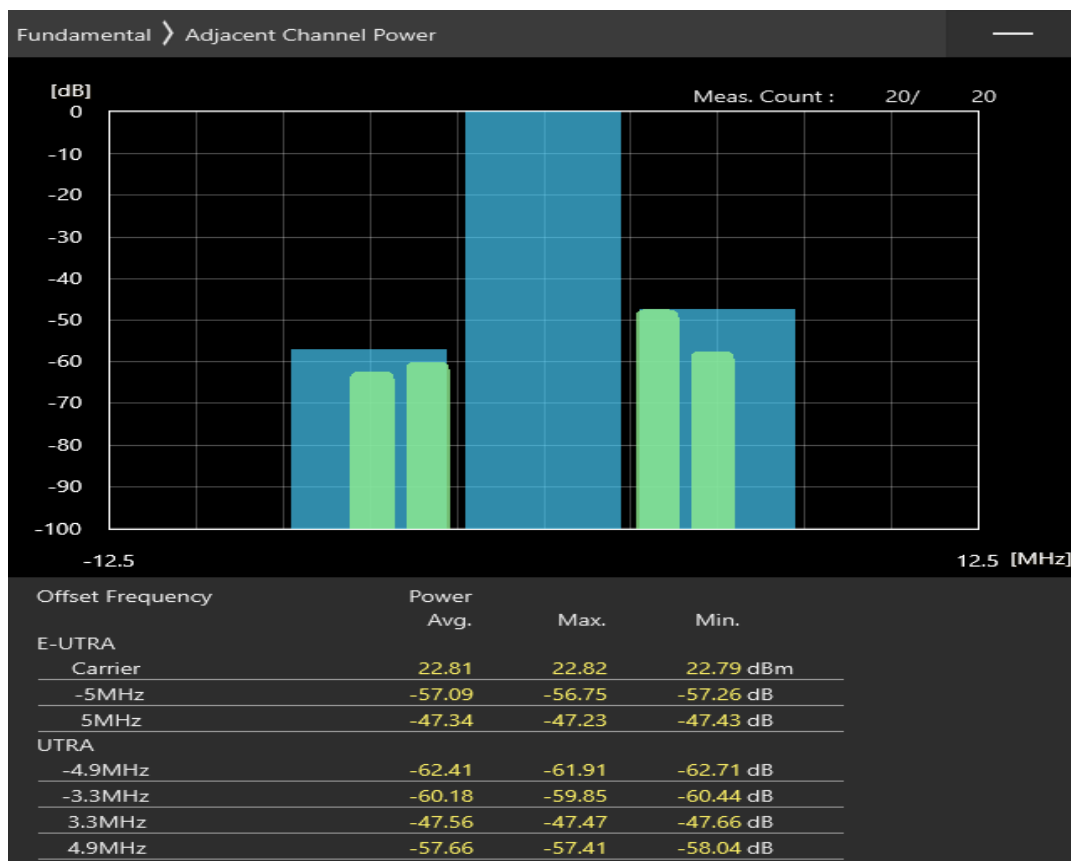 Fundamental ❯ Adjacent Channel Power
[dB]
Meas. Count : 20/ 20
0
-10
-20
-30
-40
-50
-60
-70
-80
-90
-100
-12.5 12.5 [MHz]
Offset Frequency Power
Avg. Max. Min.
E-UTRA
Carrier 22.81 22.82 22.79 dBm
-5MHz -57.09 -56.75 -57.26 dB
5MHz -47.34 -47.23 -47.43 dB
UTRA
-4.9MHz -62.41 -61.91 -62.71 dB
-3.3MHz -60.18 -59.85 -60.44 dB
3.3MHz -47.56 -47.47 -47.66 dB
4.9MHz -57.66 -57.41 -58.04 dB